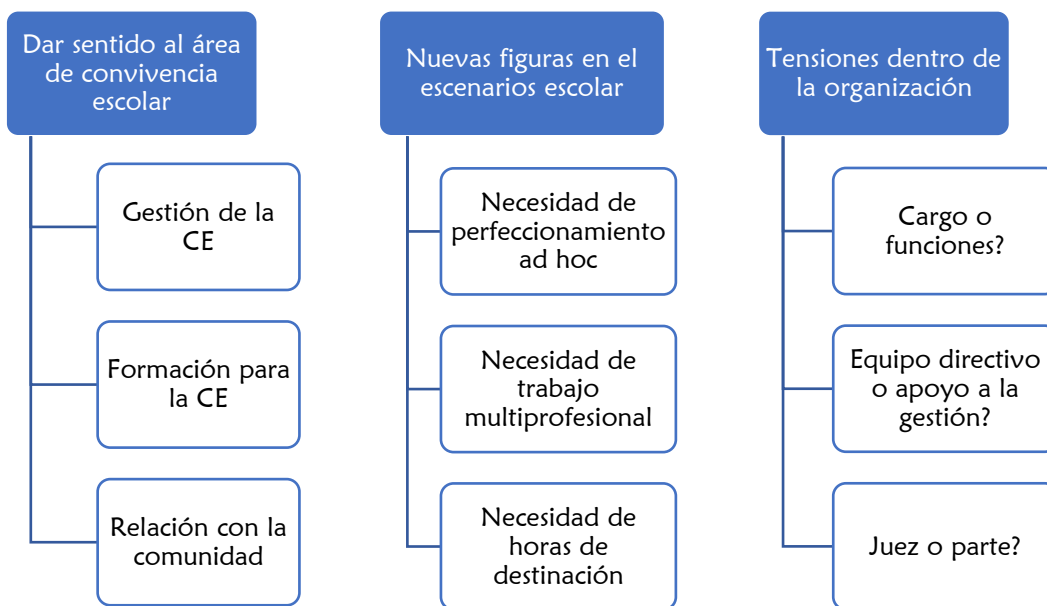 Dar sentido al área
de convivencia
escolar
Gestión de la
CE
Formación para
la CE
Relación con la
comunidad
Nuevas figuras en el
escenarios escolar
Necesidad de
perfeccionamiento
ad hoc
Necesidad de
trabajo
multiprofesional
Necesidad de
horas de
destinación
Tensiones dentro de
la organización
Cargo o
funciones?
Equipo directivo
o apoyo a la
gestión?
Juez o parte?